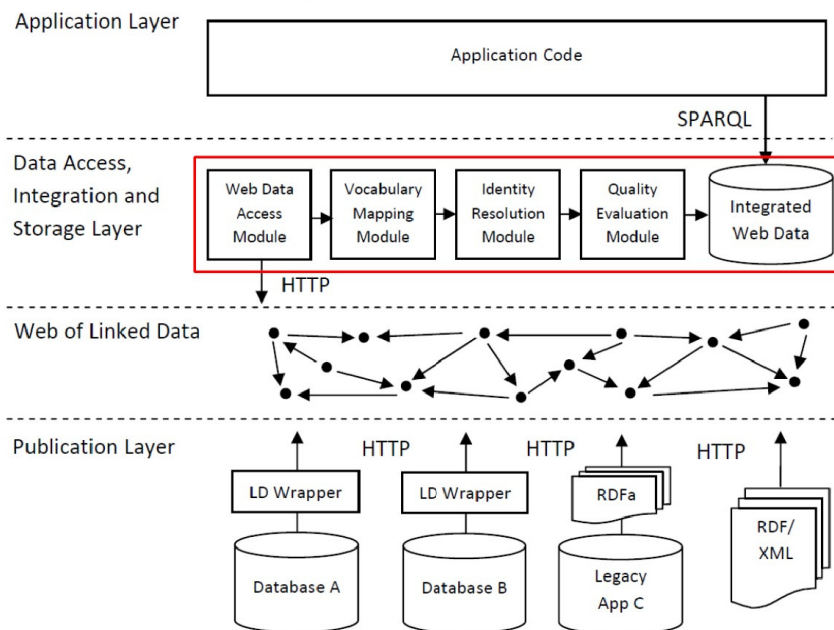 Application Layer
Application Code
SPARQL
Data Access,
Integration and
Storage Layer
Web Data
Access
Module
Vocabulary
Mapping
Module
Identity
Resolution
Module
Quality
Evaluation
Module
Integrated
Web Data
HTTP
Web of Linked Data
Publication Layer
HTTP
HTTP
HTTP
LD Wrapper
LD Wrapper
RDFa
RDF/
XML
Database A
Database B
Legacy
App C